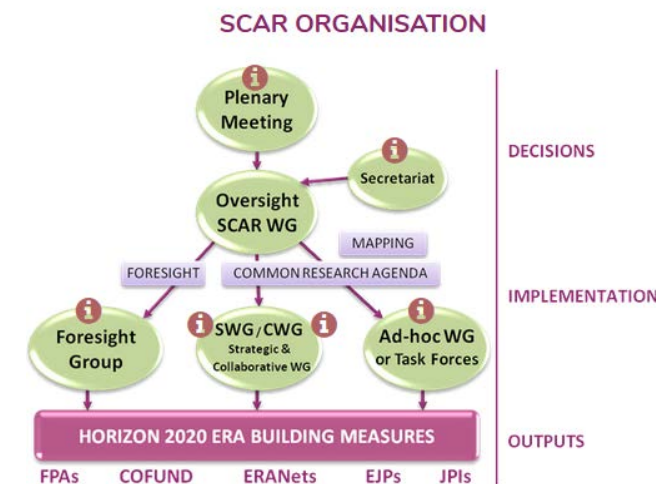 SCAR ORGANISATION
i
Plenary
Meeting
DECISIONS
i
Secretariat
Oversight
SCAR WG
MAPPING
FORESIGHT
COMMON RESEARCH AGENDA
IMPLEMENTATION
i
Foresight
Group
i
SWG / CWG
i
Strategic &
Collaborative WG
i
Ad-hoc WG
or Task Forces
HORIZON 2020 ERA BUILDING MEASURES
OUTPUTS
FPAs
COFUND
ERANets
EJPs
JPIs